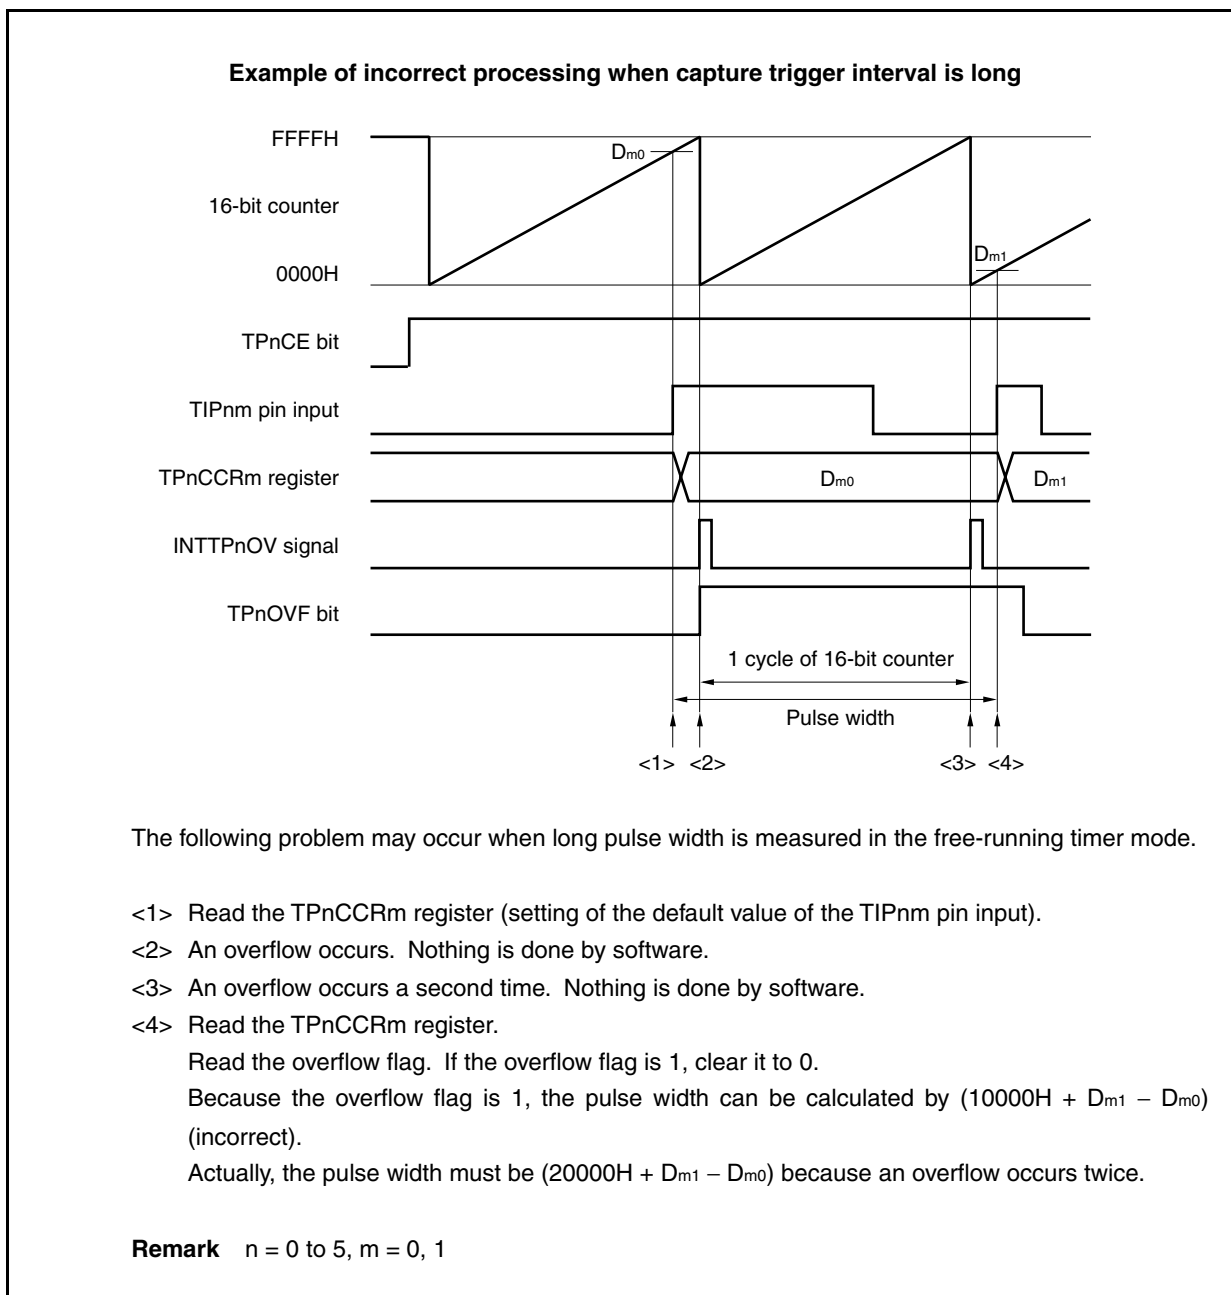 Example of incorrect processing when capture trigger interval is long
FFFFH
Dm0
16-bit counter
Dm1
0000H
TPnCE bit
TIPnm pin input
TPnCCRm register
Dm0
Dm1
INTTPnOV signal
TPnOVF bit
1 cycle of 16-bit counter
Pulse width
<1> <2> <3> <4>
The following problem may occur when long pulse width is measured in the free-running timer mode.
<1> Read the TPnCCRm register (setting of the default value of the TIPnm pin input).
<2> An overflow occurs. Nothing is done by software.
<3> An overflow occurs a second time. Nothing is done by software.
<4> Read the TPnCCRm register.
Read the overflow flag. If the overflow flag is 1, clear it to 0.
Because the overflow flag is 1, the pulse width can be calculated by (10000H + Dm1 − Dm0)
(incorrect).
Actually, the pulse width must be (20000H + Dm1 − Dm0) because an overflow occurs twice.
Remark n = 0 to 5, m = 0, 1